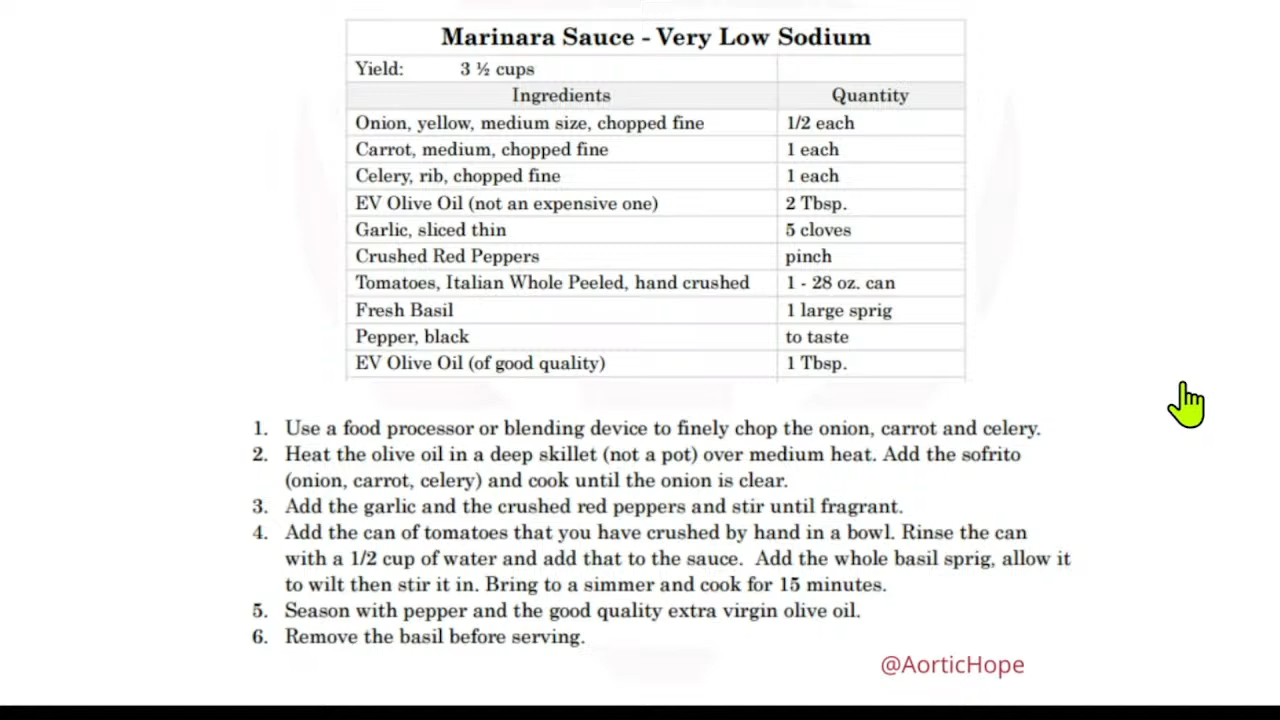 Marinara Sauce - Very Low Sodium
Yield: 3 ½ cups
Ingredients Quantity
Onion, yellow, medium size, chopped fine 1/2 each
Carrot, medium, chopped fine 1 each
Celery, rib, chopped fine 1 each
EV Olive Oil (not an expensive one) 2 Tbsp.
Garlic, sliced thin 5 cloves
Crushed Red Peppers pinch
Tomatoes, Italian Whole Peeled, hand crushed 1 - 28 oz. can
Fresh Basil 1 large sprig
Pepper, black to taste
EV Olive Oil (of good quality) 1 Tbsp.
1. Use a food processor or blending device to finely chop the onion, carrot and celery.
2. Heat the olive oil in a deep skillet (not a pot) over medium heat. Add the sofrito
(onion, carrot, celery) and cook until the onion is clear.
3. Add the garlic and the crushed red peppers and stir until fragrant.
4. Add the can of tomatoes that you have crushed by hand in a bowl. Rinse the can
with a 1/2 cup of water and add that to the sauce. Add the whole basil sprig, allow it
to wilt then stir it in. Bring to a simmer and cook for 15 minutes.
5. Season with pepper and the good quality extra virgin olive oil.
6. Remove the basil before serving.
@AorticHope